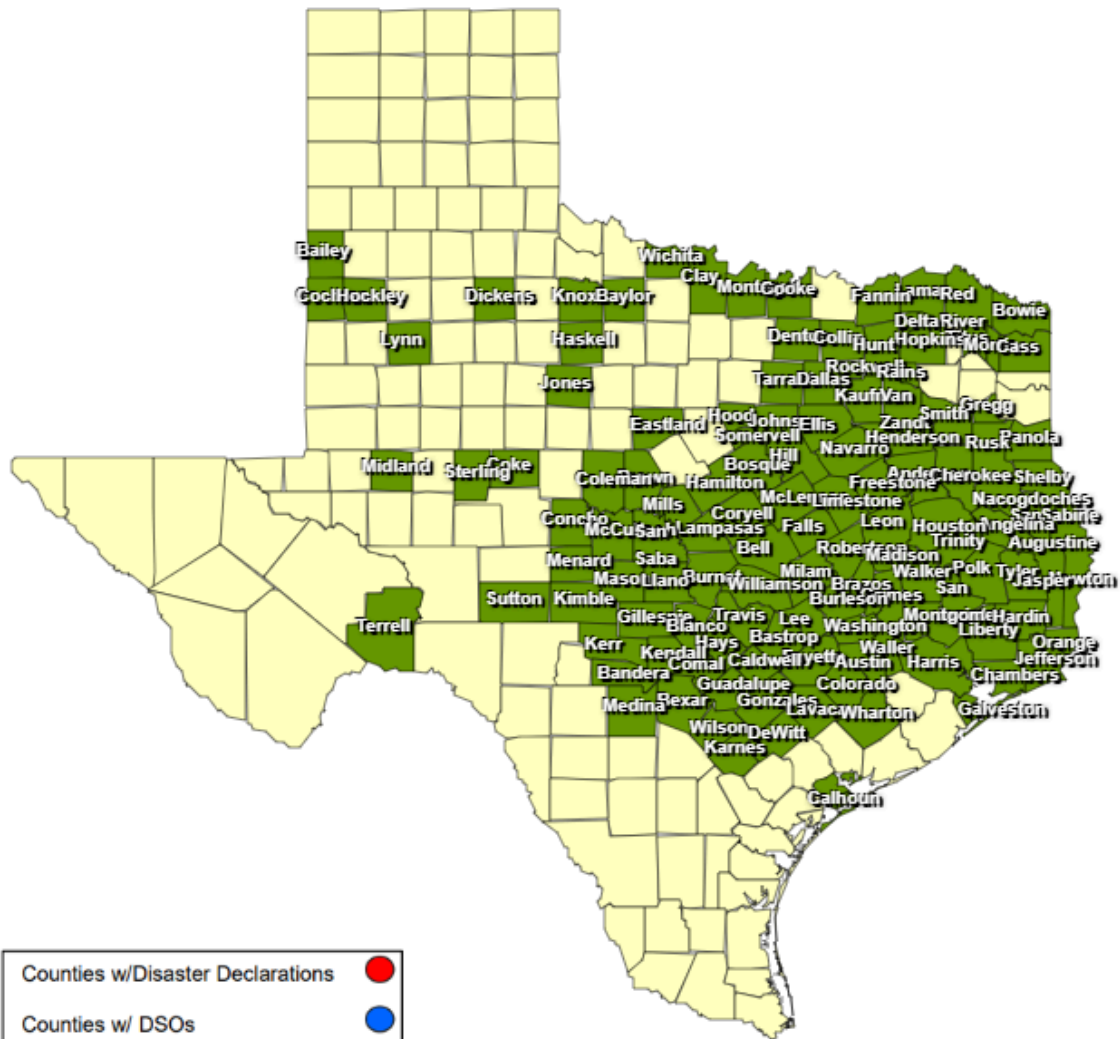 Bailey
Wichita
Clay
Cooke
Hockley
Dickens
Knox
Baylor
Fannin
Red
Bowie
Lynn
Haskell
Delta
River
Hunt
Hopkins
Cass
Jones
Dallas
Rains
Van
Eastland
Hood
Ellis
Smith
Gregg
Somervell
Henderson
Rusk
Panola
Navarro
Midland
Sterling
Hill
Bosque
Hamilton
Cherokee
Shelby
Freestone
Limestone
Mills
Coryell
Nacogdoches
Sabine
Concho
Lampasas
Falls
Leon
Houston
Angelina
Trinity
Augustine
Bell
Madison
Menard
Saba
Llano
Burnet
Milam
Williamson
Walker
Polk
Tyler
Jasper
Brazos
San
Sutton
Kimble
Burleson
Travis
Lee
Washington
Hardin
Liberty
Terrell
Blanco
Bastrop
Kerr
Hays
Waller
Orange
Kendall
Comal
Caldwell
Austin
Harris
Jefferson
Bandera
Chambers
Guadalupe
Colorado
Medina
Gonzales
Wharton
Galveston
Wilson
DeWitt
Karnes
Calhoun
Counties w/Disaster Declarations
Counties w/ DSOs